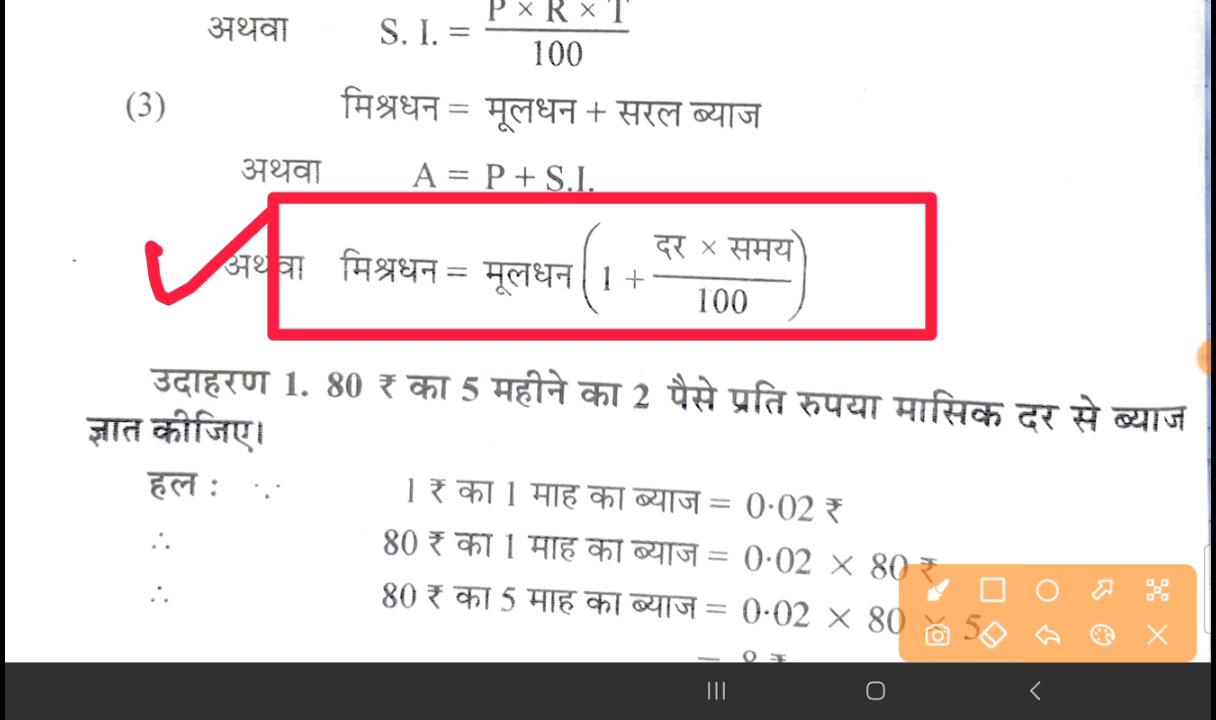 P × R × T
अथवा S. I. = ―――
100
(3) मिश्रधन = मूलधन + सरल ब्याज
अथवा A = P + S.I.
अथवा मिश्रधन = मूलधन (1 + दर × समय / 100)
उदाहरण 1. 80 ₹ का 5 महीने का 2 पैसे प्रति रुपया मासिक दर से ब्याज
ज्ञात कीजिए।
हल : ∵ 1 ₹ का 1 माह का ब्याज = 0·02 ₹
∴ 80 ₹ का 1 माह का ब्याज = 0·02 × 80 ₹
∴ 80 ₹ का 5 माह का ब्याज = 0·02 × 80 × 5